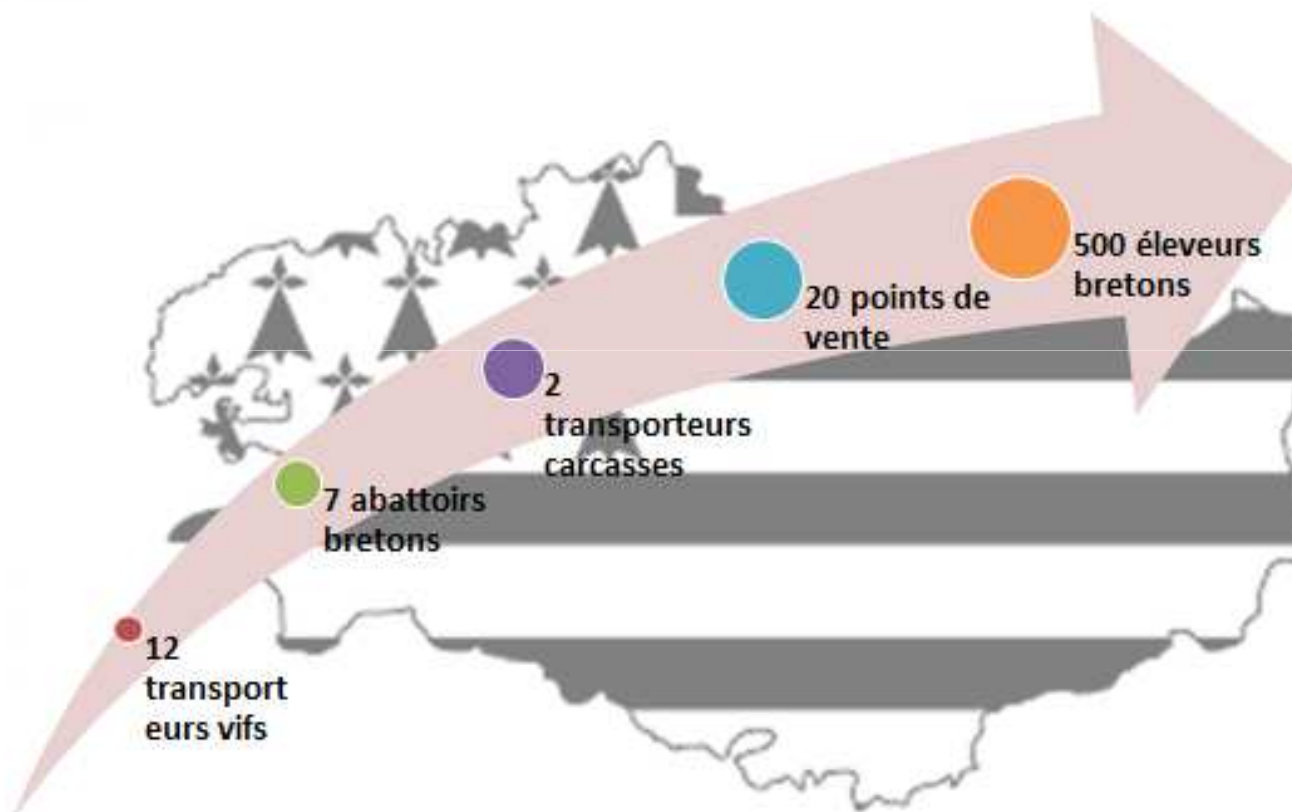 500 éleveurs
bretons
20 points de
vente
2
transporteurs
carcasses
7 abattoirs
bretons
12
transport
eurs vifs